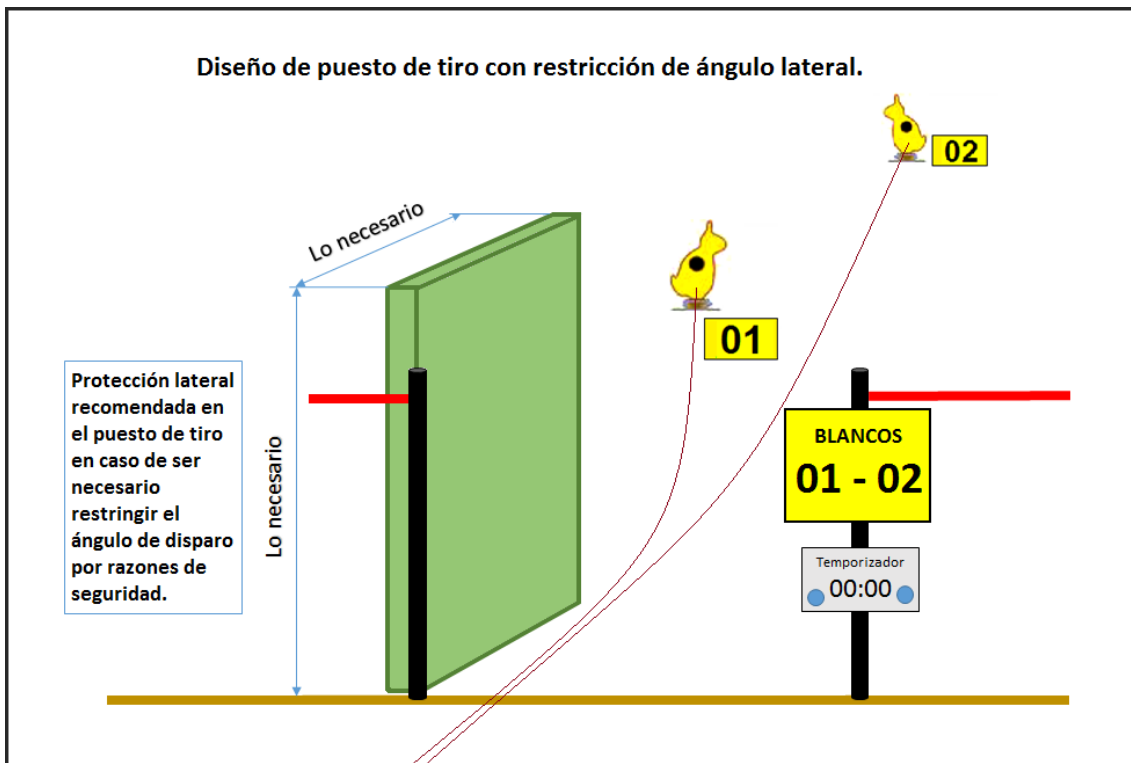 Diseño de puesto de tiro con restricción de ángulo lateral.
02
Lo necesario
01
Protección lateral
recomendada en
el puesto de tiro
en caso de ser
necesario
restringir el
ángulo de disparo
por razones de
seguridad.
Lo necesario
BLANCOS
01 - 02
Temporizador
00:00